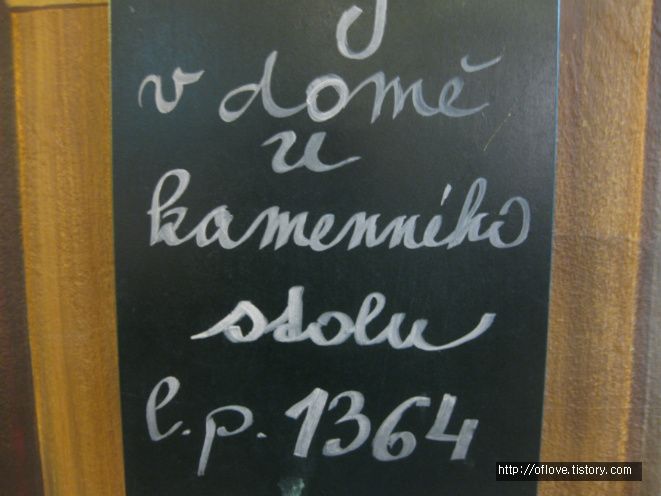 v domě
u
kamenného
stolu
l.p. 1364
http://oflove.tistory.com